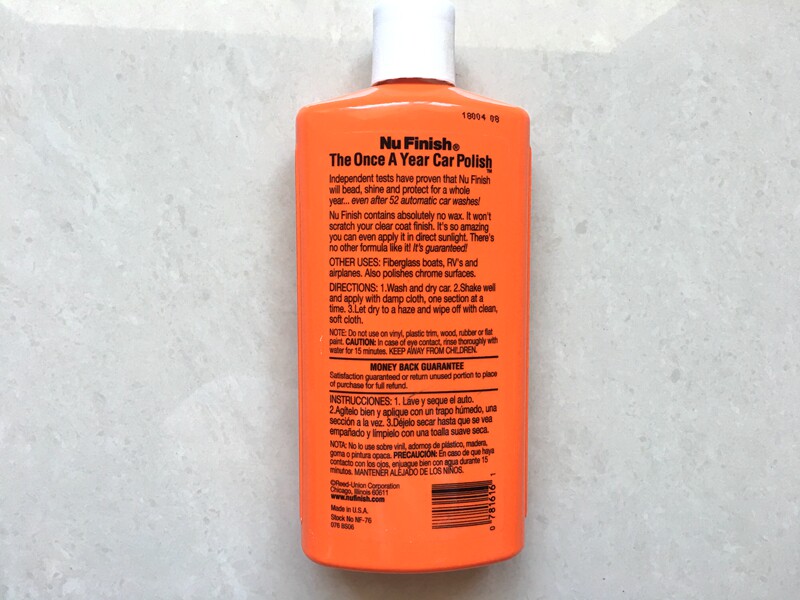 18004 08
Nu Finish®
The Once A Year Car Polish™
Independent tests have proven that Nu Finish
will bead, shine and protect for a whole
year... even after 52 automatic car washes!
Nu Finish contains absolutely no wax. It won't
scratch your clear coat finish. It's so amazing
you can even apply it in direct sunlight. There's
no other formula like it! It's guaranteed!
OTHER USES: Fiberglass boats, RV's and
airplanes. Also polishes chrome surfaces.
DIRECTIONS: 1.Wash and dry car. 2.Shake well
and apply with damp cloth, one section at a
time. 3.Let dry to a haze and wipe off with clean,
soft cloth.
NOTE: Do not use on vinyl, plastic trim, wood, rubber or flat
paint. CAUTION: In case of eye contact, rinse thoroughly with
water for 15 minutes. KEEP AWAY FROM CHILDREN.
MONEY BACK GUARANTEE
Satisfaction guaranteed or return unused portion to place
of purchase for full refund.
INSTRUCCIONES: 1. Lave y seque el auto.
2.Agítelo bien y aplique con un trapo húmedo, una
sección a la vez. 3.Déjelo secar hasta que se vea
empañado y límpielo con una toalla suave seca.
NOTA: No lo use sobre vinil, adornos de plástico, madera,
goma o pintura opaca. PRECAUCIÓN: En caso de que haya
contacto con los ojos, enjuague bien con agua durante 15
minutos. MANTENER ALEJADO DE LOS NIÑOS.
©Reed-Union Corporation
Chicago, Illinois 60611
www.nufinish.com
Made in U.S.A.
Stock No NF-76
076 8506
0 781616 1